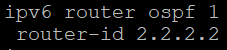 ipv6 router ospf 1
router-id 2.2.2.2